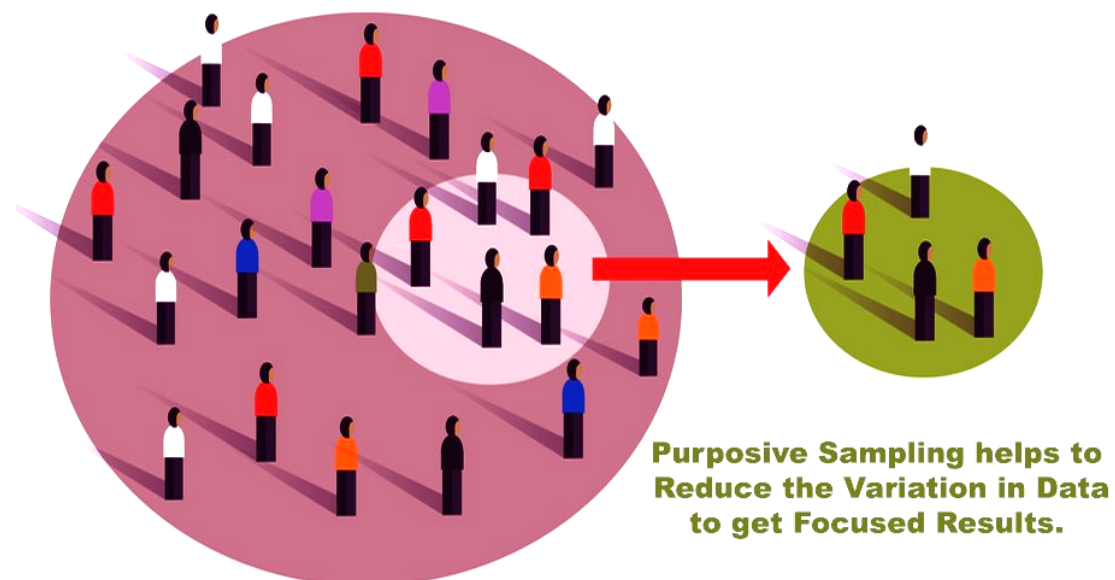 Purposive Sampling helps to
Reduce the Variation in Data
to get Focused Results.